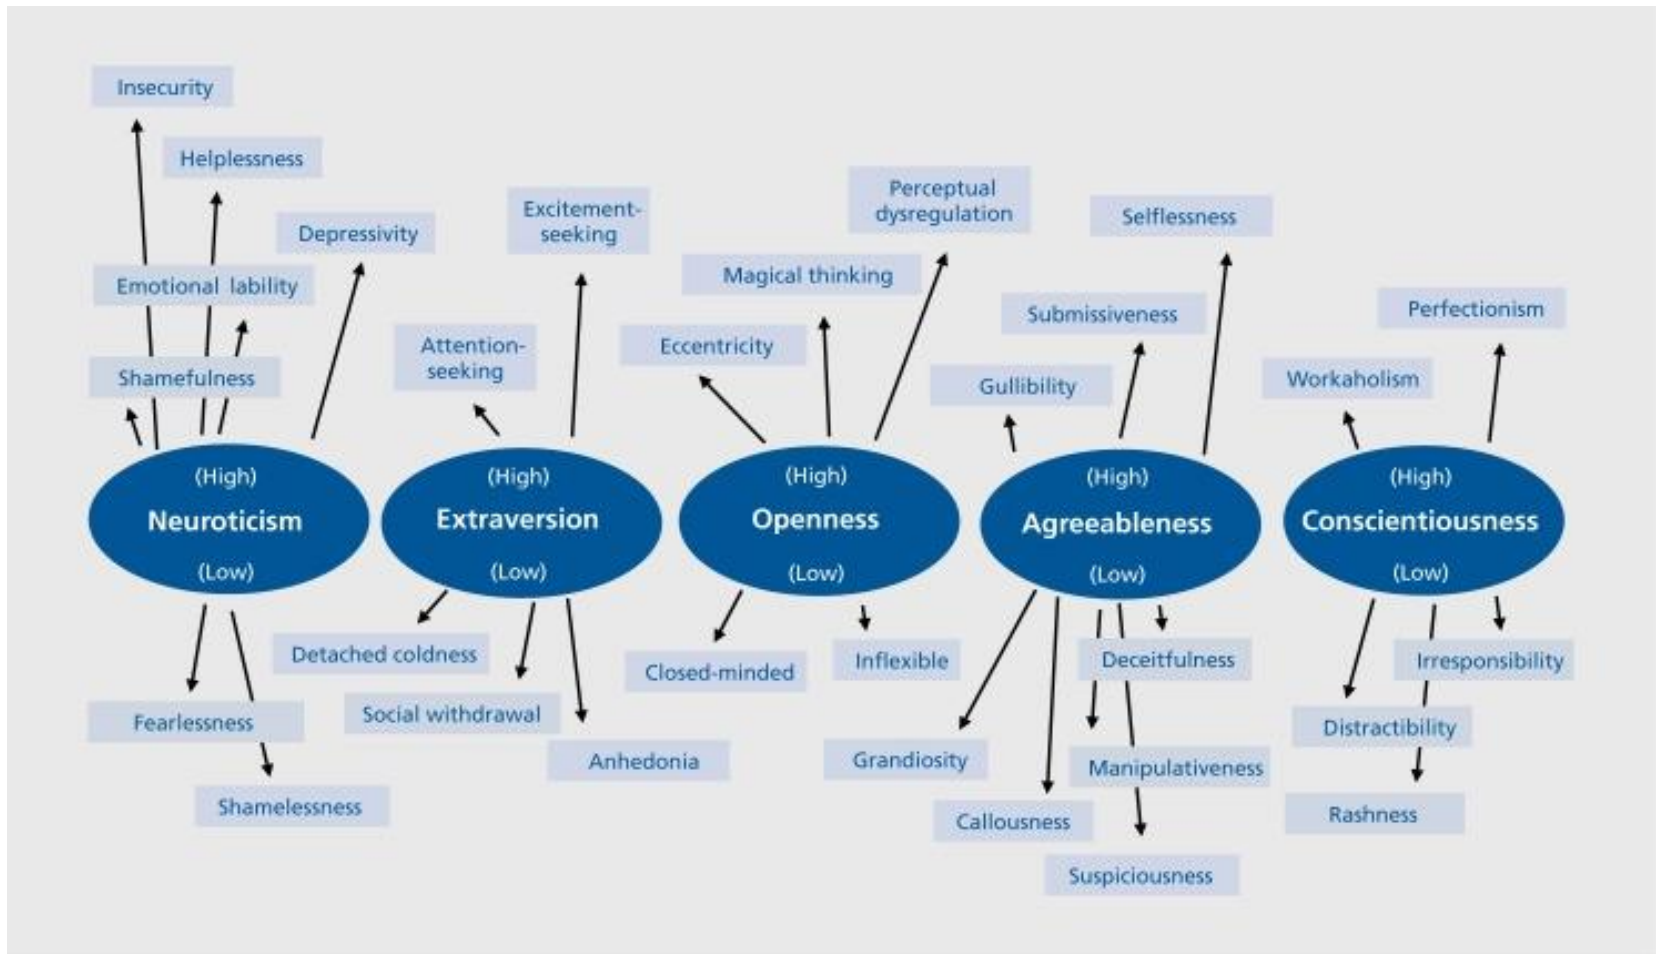 Insecurity
Helplessness
Depressivity
Emotional lability
Shamefulness
Excitement-
seeking
Attention-
seeking
Perceptual
dysregulation
Magical thinking
Eccentricity
Selflessness
Submissiveness
Gullibility
Perfectionism
Workaholism
(High)
Neuroticism
(Low)
(High)
Extraversion
(Low)
(High)
Openness
(Low)
(High)
Agreeableness
(Low)
(High)
Conscientiousness
(Low)
Fearlessness
Shamelessness
Detached coldness
Social withdrawal
Anhedonia
Closed-minded
Inflexible
Deceitfulness
Grandiosity
Manipulativeness
Callousness
Suspiciousness
Irresponsibility
Distractibility
Rashness